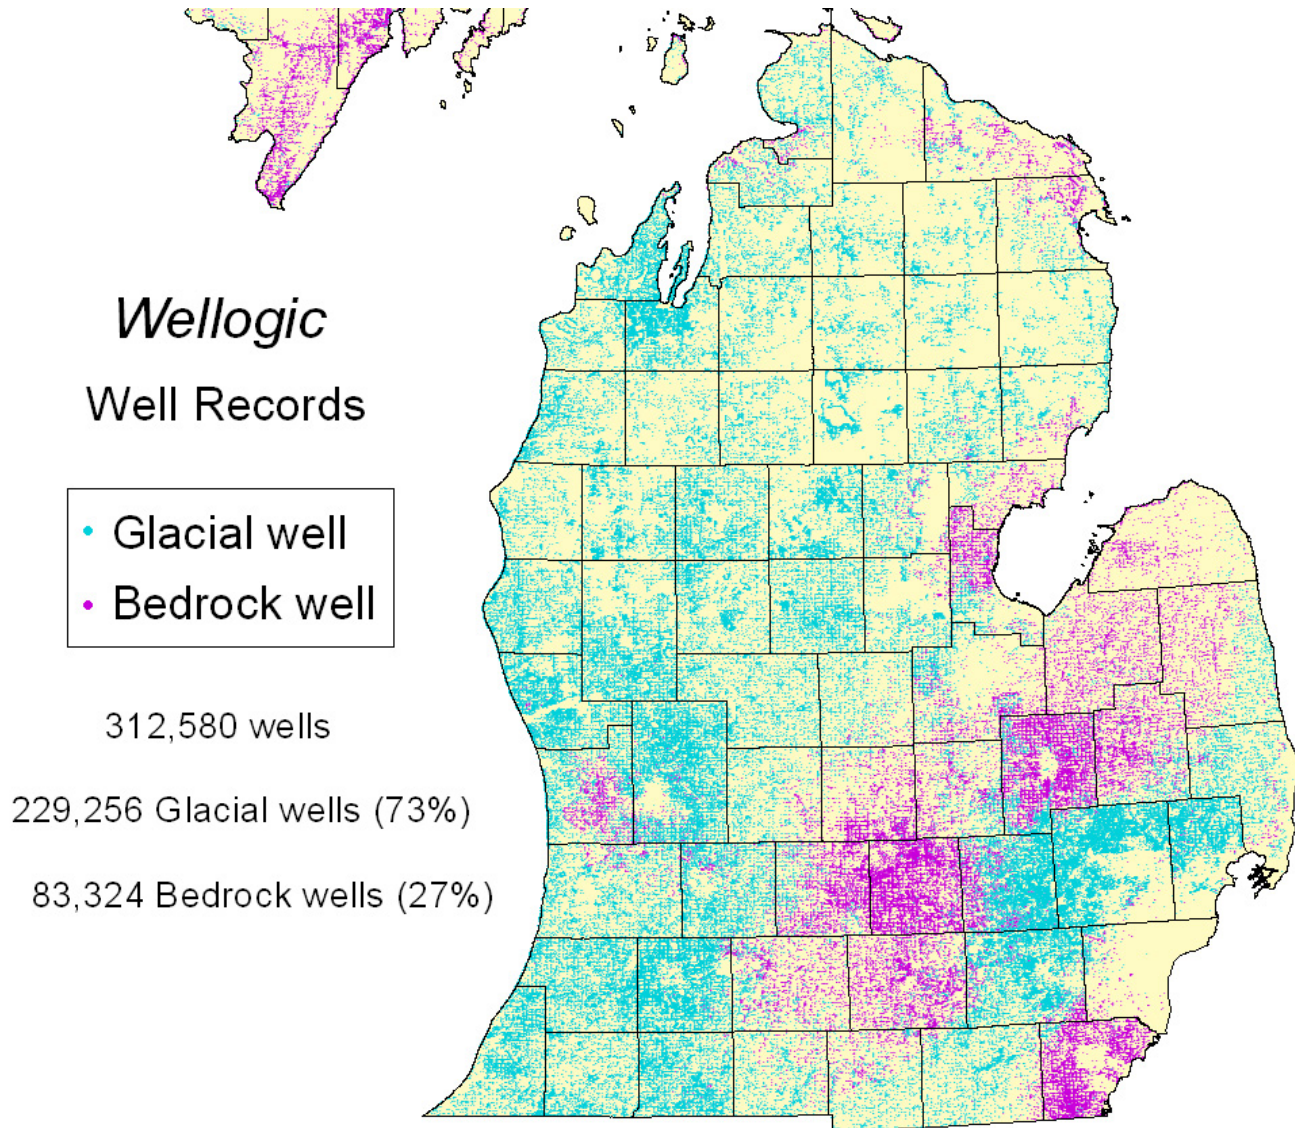 Wellogic
Well Records
Glacial well
Bedrock well
312,580 wells
229,256 Glacial wells (73%)
83,324 Bedrock wells (27%)